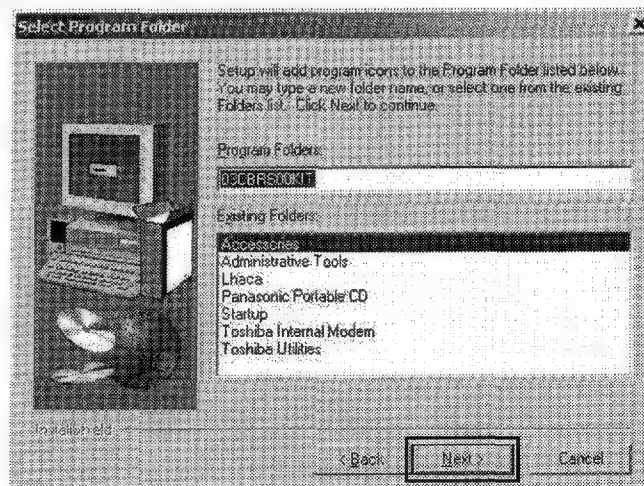 Select Program Folder
Setup will add program icons to the Program Folder listed below.
You may type a new folder name, or select one from the existing
Folders list. Click Next to continue.
Program Folders:
Existing Folders:
Accessories
Administrative Tools
Lhaca
Panasonic Portable CD
Startup
Toshiba Internal Modem
Toshiba Utilities
InstallShield
< Back
Next >
Cancel